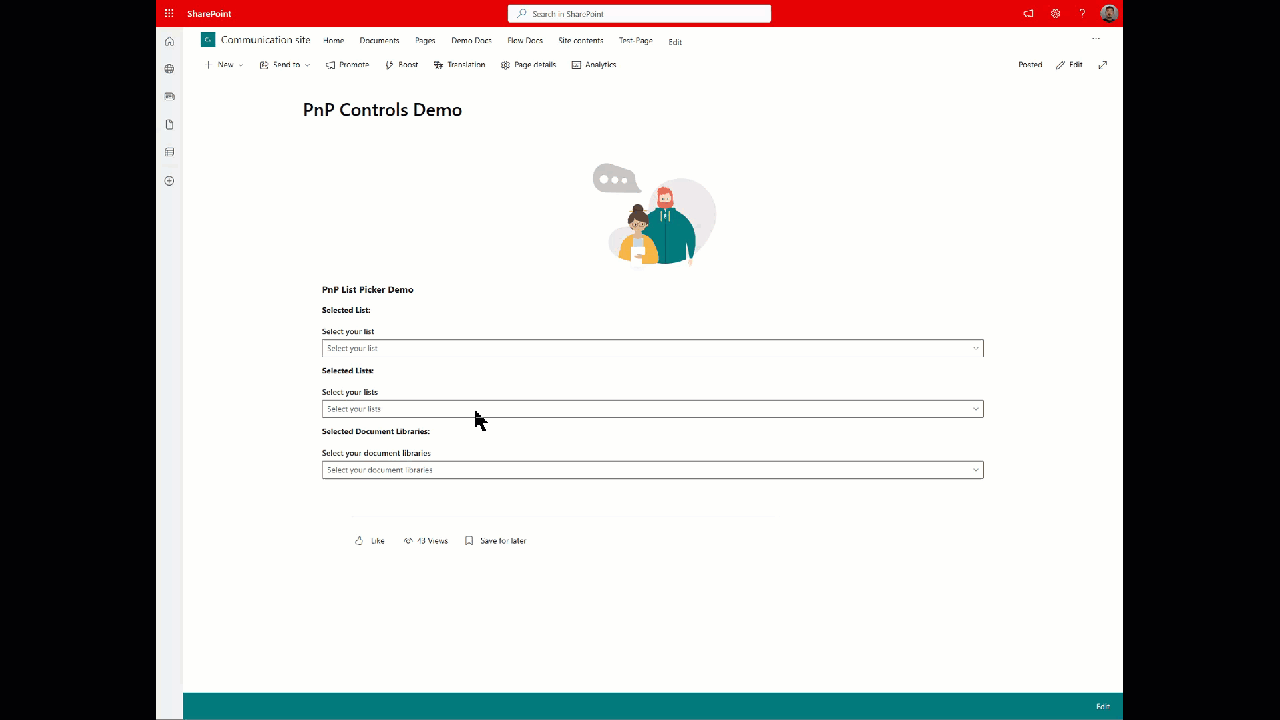 SharePoint
Search in SharePoint
?
Communication site Home Documents Pages Demo Docs Blow Docs Site contents Test-Page Edit
New Send to Promote Boost Translation Page details Analytics Posted Edit
PnP Controls Demo
PnP List Picker Demo
Selected List:
Select your list
Select your list
Selected Lists:
Select your lists
Select your lists
Selected Document Libraries:
Select your document libraries
Select your document libraries
Like 43 Views Save for later
Edit